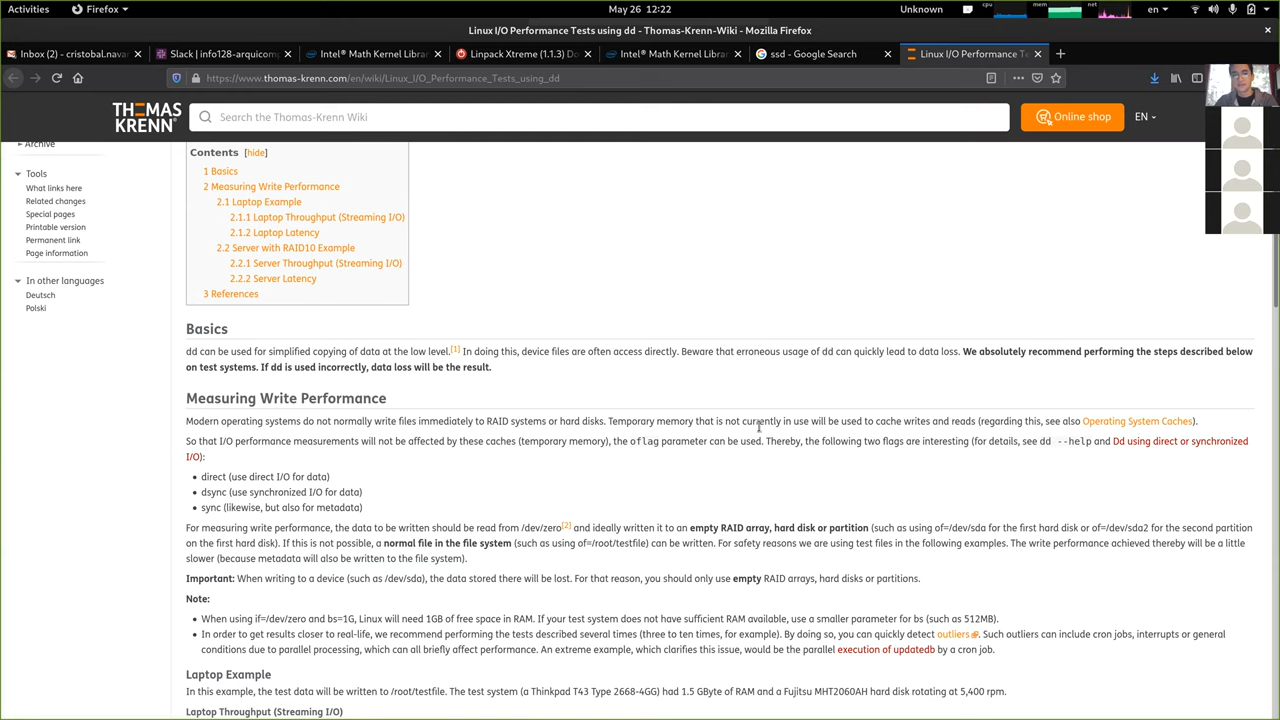 Activities
Firefox
May 26 12:22
Unknown
cpu
mem
net
en
Linux I/O Performance Tests using dd - Thomas-Krenn-Wiki - Mozilla Firefox
Inbox (2) - cristobal.nava
Slack | info128-arquicom
Intel® Math Kernel Libra
Linpack Xtreme (1.1.3) Do
Intel® Math Kernel Libra
ssd - Google Search
Linux I/O Performance Te
https://www.thomas-krenn.com/en/wiki/Linux_I/O_Performance_Tests_using_dd
THOMAS
KRENN
Search the Thomas-Krenn Wiki
Online shop
EN
Archive
Tools
What links here
Related changes
Special pages
Printable version
Permanent link
Page information
In other languages
Deutsch
Polski
Contents [hide]
1 Basics
2 Measuring Write Performance
2.1 Laptop Example
2.1.1 Laptop Throughput (Streaming I/O)
2.1.2 Laptop Latency
2.2 Server with RAID10 Example
2.2.1 Server Throughput (Streaming I/O)
2.2.2 Server Latency
3 References
Basics
dd can be used for simplified copying of data at the low level.[1] In doing this, device files are often access directly. Beware that erroneous usage of dd can quickly lead to data loss. We absolutely recommend performing the steps described below
on test systems. If dd is used incorrectly, data loss will be the result.
Measuring Write Performance
Modern operating systems do not normally write files immediately to RAID systems or hard disks. Temporary memory that is not currently in use will be used to cache writes and reads (regarding this, see also Operating System Caches).
So that I/O performance measurements will not be affected by these caches (temporary memory), the oflag parameter can be used. Thereby, the following two flags are interesting (for details, see dd --help and Dd using direct or synchronized
I/O):
• direct (use direct I/O for data)
• dsync (use synchronized I/O for data)
• sync (likewise, but also for metadata)
For measuring write performance, the data to be written should be read from /dev/zero[2] and ideally written it to an empty RAID array, hard disk or partition (such as using of=/dev/sda for the first hard disk or of=/dev/sda2 for the second partition
on the first hard disk). If this is not possible, a normal file in the file system (such as using of=/root/testfile) can be written. For safety reasons we are using test files in the following examples. The write performance achieved thereby will be a little
slower (because metadata will also be written to the file system).
Important: When writing to a device (such as /dev/sda), the data stored there will be lost. For that reason, you should only use empty RAID arrays, hard disks or partitions.
Note:
• When using if=/dev/zero and bs=1G, Linux will need 1GB of free space in RAM. If your test system does not have sufficient RAM available, use a smaller parameter for bs (such as 512MB).
• In order to get results closer to real-life, we recommend performing the tests described several times (three to ten times, for example). By doing so, you can quickly detect outliers. Such outliers can include cron jobs, interrupts or general
conditions due to parallel processing, which can all briefly affect performance. An extreme example, which clarifies this issue, would be the parallel execution of updatedb by a cron job.
Laptop Example
In this example, the test data will be written to /root/testfile. The test system (a Thinkpad T43 Type 2668-4GG) had 1.5 GByte of RAM and a Fujitsu MHT2060AH hard disk rotating at 5,400 rpm.
Laptop Throughput (Streaming I/O)